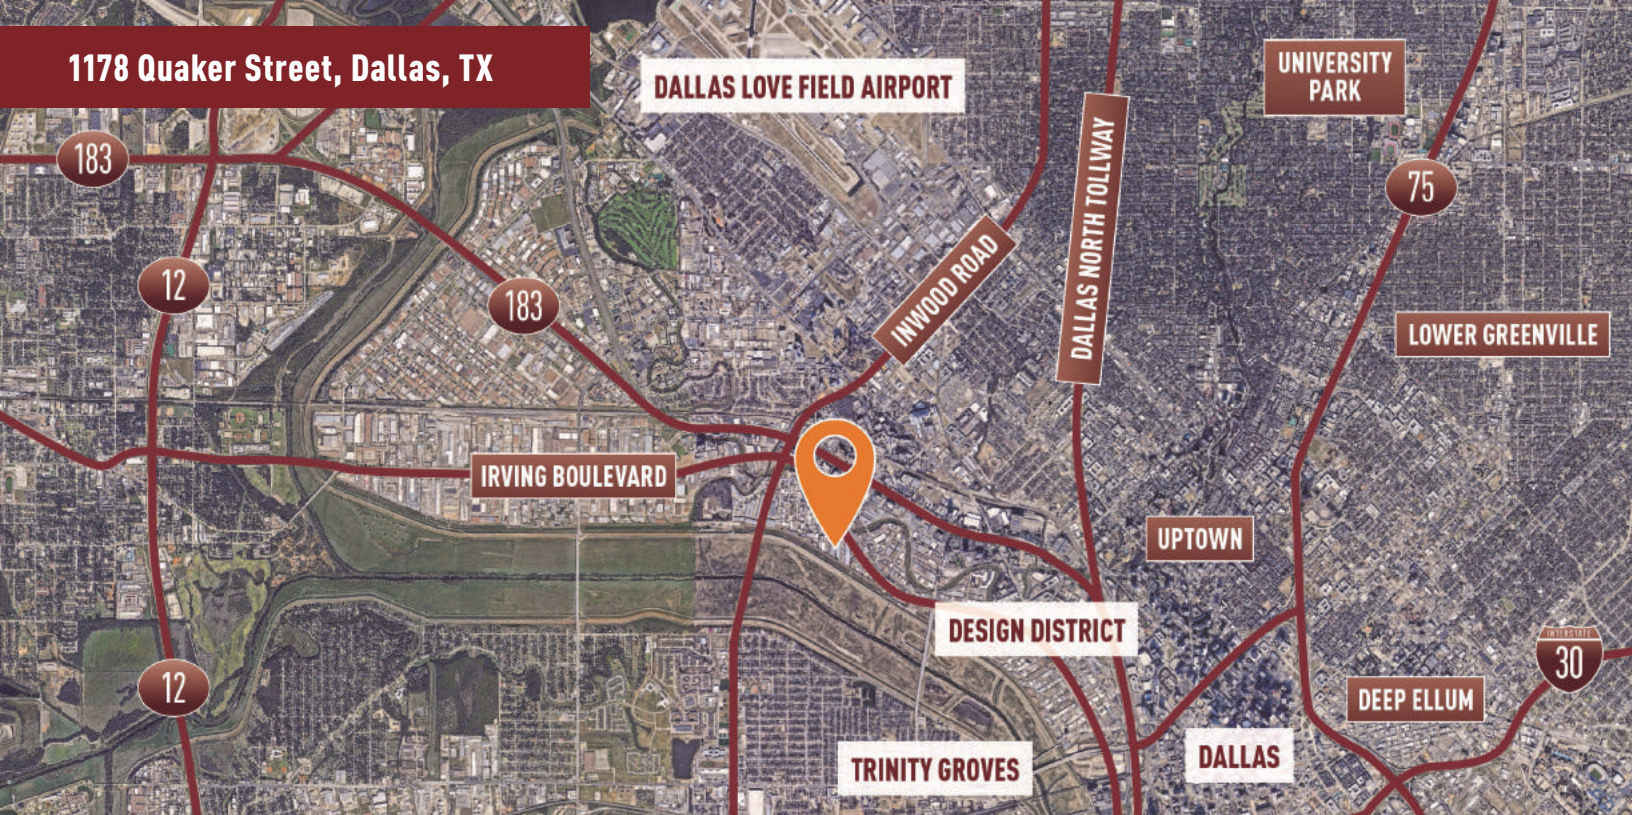 1178 Quaker Street, Dallas, TX
DALLAS LOVE FIELD AIRPORT
UNIVERSITY
PARK
183
75
DALLAS NORTH TOLLWAY
INWOOD ROAD
12
183
LOWER GREENVILLE
IRVING BOULEVARD
UPTOWN
DESIGN DISTRICT
INTERSTATE
30
12
DEEP ELLUM
DALLAS
TRINITY GROVES